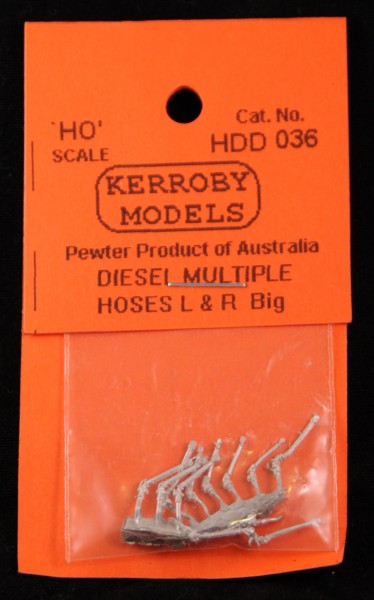 'HO'
SCALE
Cat. No.
HDD 036
KERROBY
MODELS
Pewter Product of Australia
DIESEL MULTIPLE
HOSES L & R Big